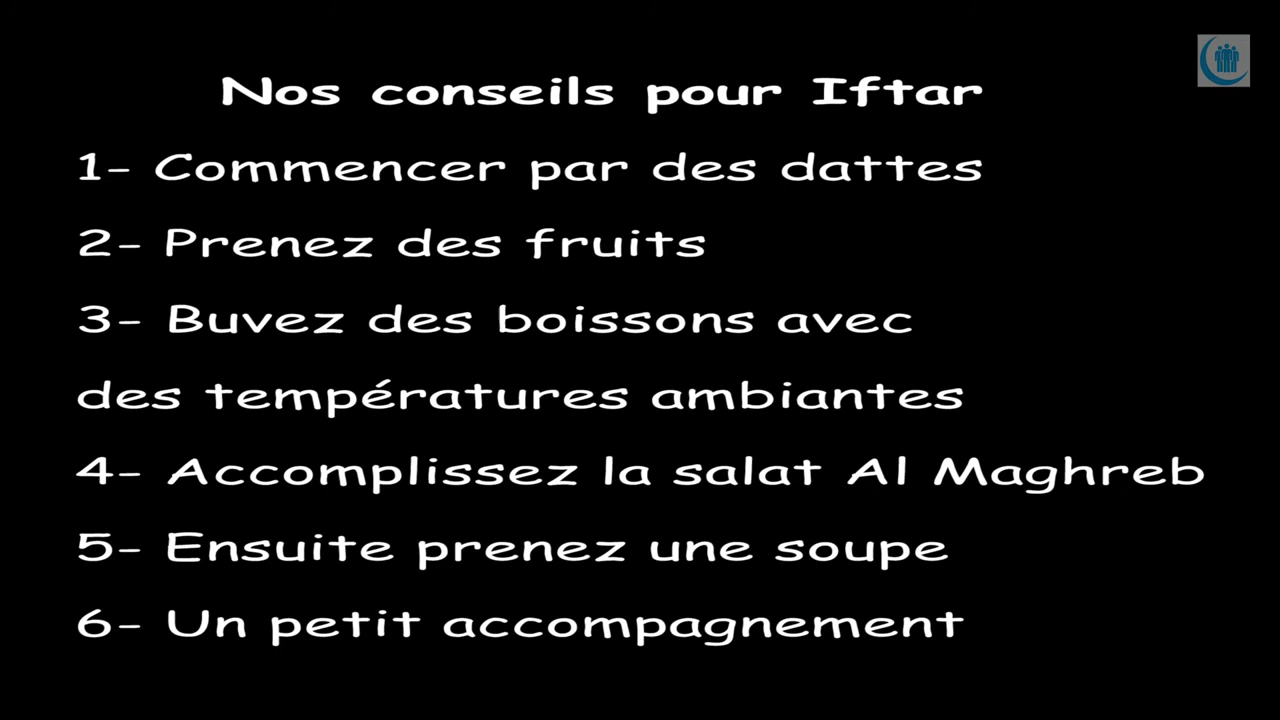 Nos conseils pour Iftar
1- Commencer par des dattes
2- Prenez des fruits
3- Buvez des boissons avec
des températures ambiantes
4- Accomplissez la salat Al Maghreb
5- Ensuite prenez une soupe
6- Un petit accompagnement